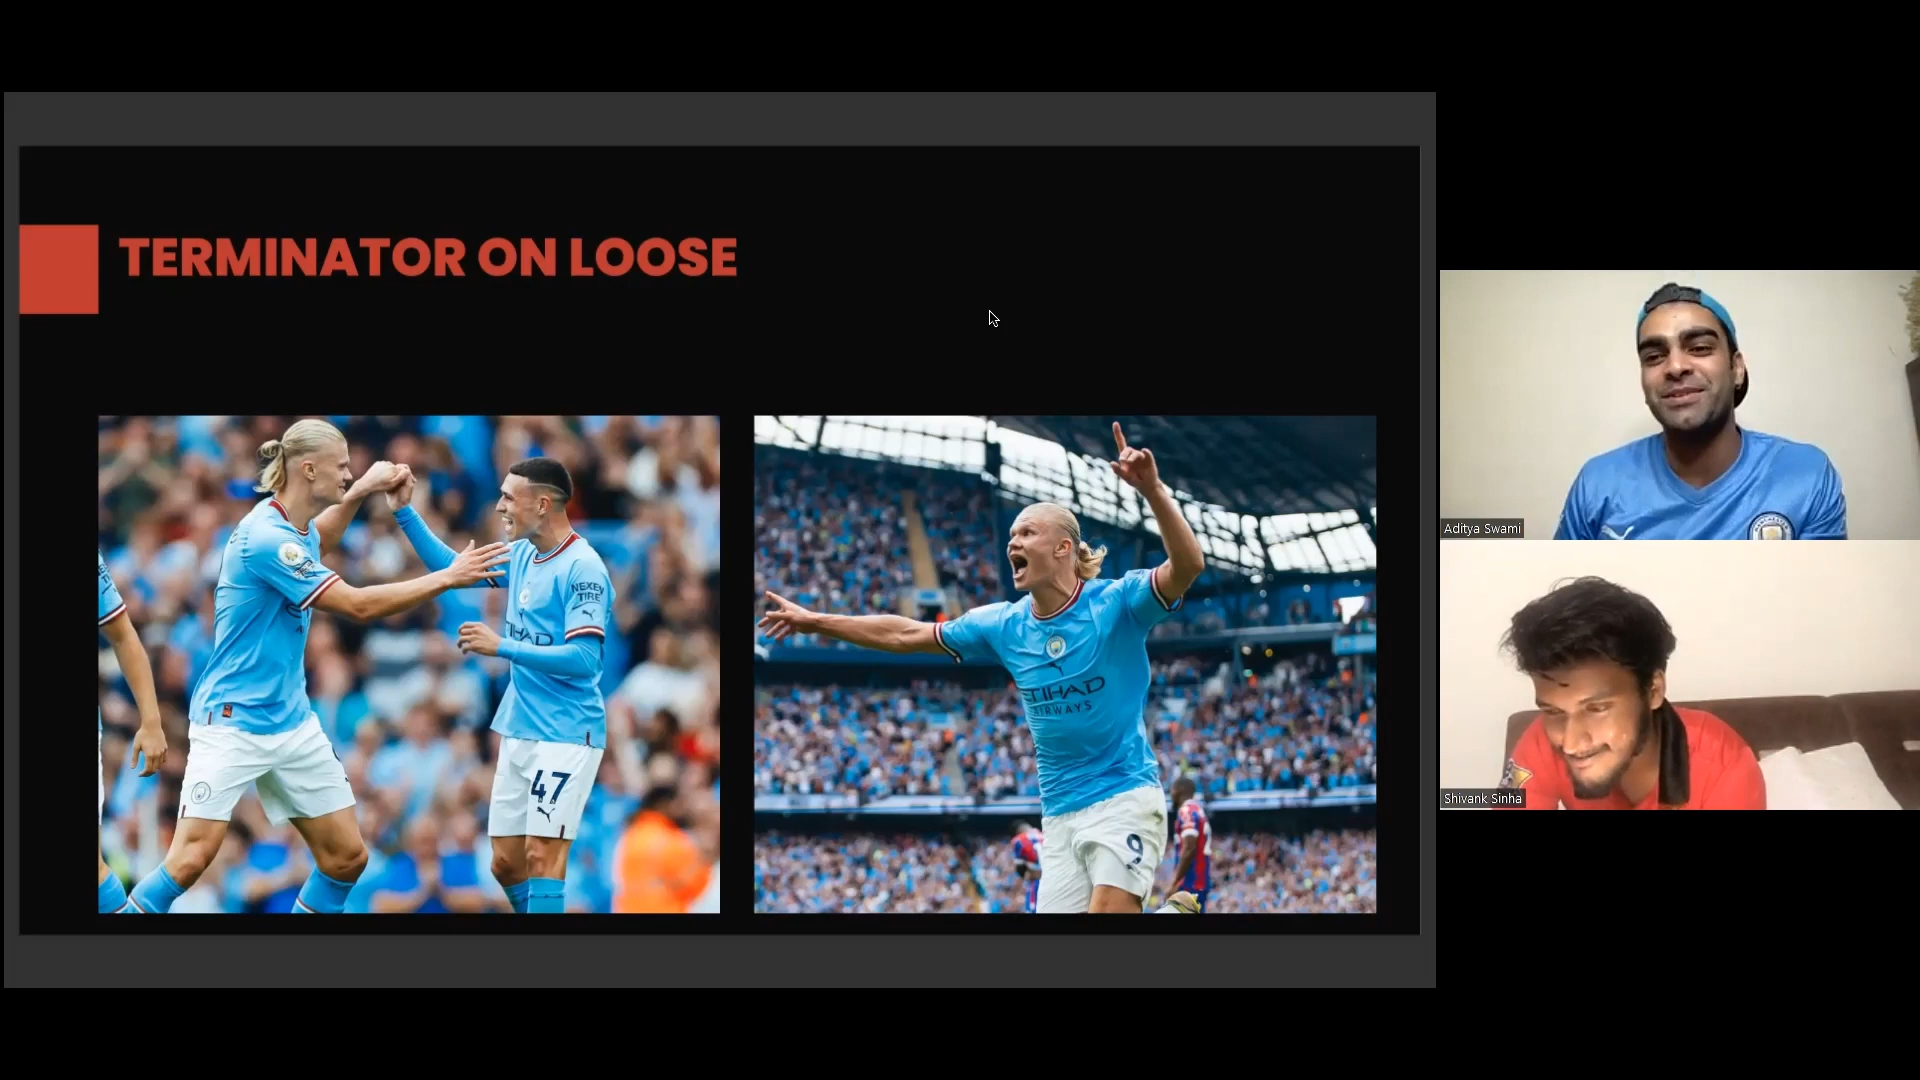 TERMINATOR ON LOOSE
NEXEN
TIRE
47
ETIHAD
AIRWAYS
9
Aditya Swami
Shivank Sinha